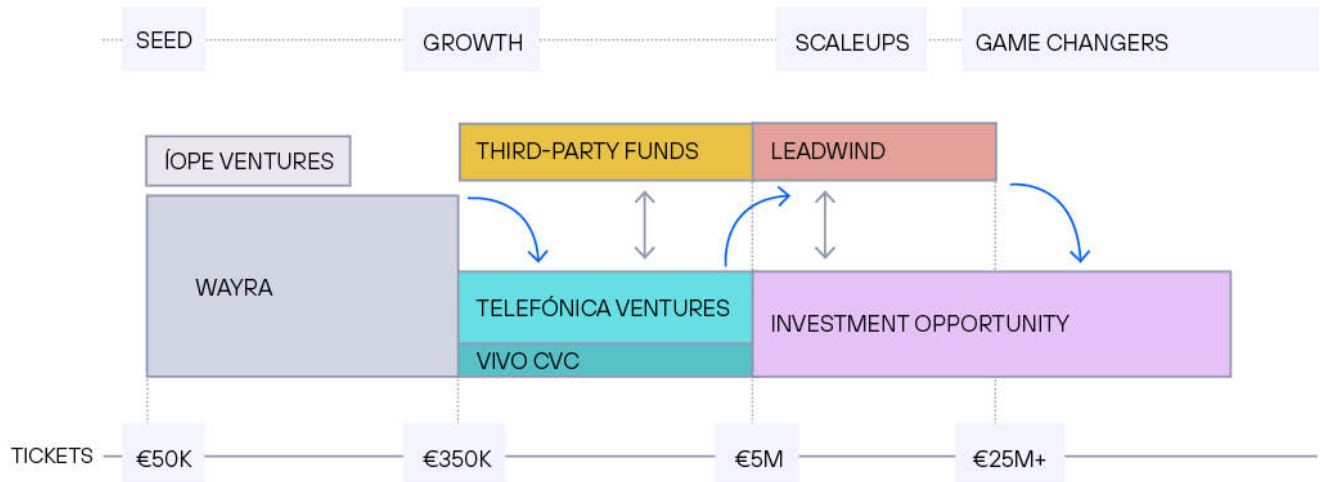 SEED
GROWTH
SCALEUPS
GAME CHANGERS
ÍOPE VENTURES
THIRD-PARTY FUNDS
LEADWIND
WAYRA
TELEFÓNICA VENTURES
INVESTMENT OPPORTUNITY
VIVO CVC
TICKETS
€50K
€350K
€5M
€25M+